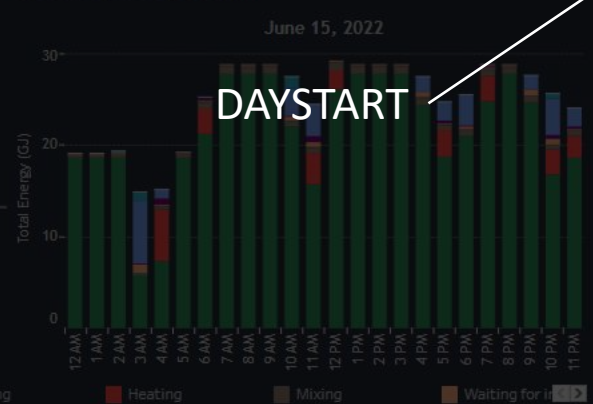 June 15, 2022
DAYSTART
Total Energy (GJ)
30
20
10
0
12 AM
1 AM
2 AM
3 AM
4 AM
5 AM
6 AM
7 AM
8 AM
9 AM
10 AM
11 AM
12 PM
1 PM
2 PM
3 PM
4 PM
5 PM
6 PM
7 PM
8 PM
9 PM
10 PM
11 PM
Heating Mixing Waiting for